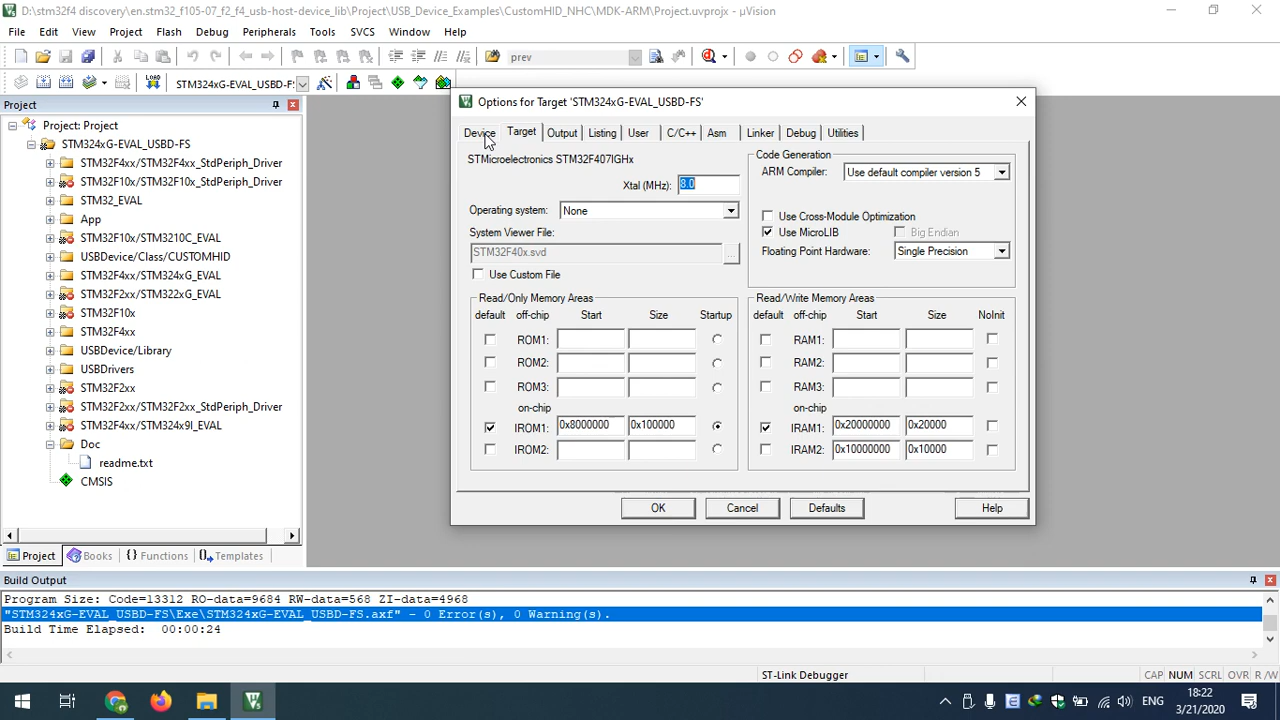 D:\stm32f4 discovery\en.stm32_f105-07_f2_f4_usb-host-device_lib\Project\USB_Device_Examples\CustomHID_NHC\MDK-ARM\Project.uvprojx - µVision
File Edit View Project Flash Debug Peripherals Tools SVCS Window Help
prev
LOAD STM324xG-EVAL_USBD-F
Project
Project: Project
STM324xG-EVAL_USBD-FS
STM32F4xx/STM32F4xx_StdPeriph_Driver
STM32F10x/STM32F10x_StdPeriph_Driver
STM32_EVAL
App
STM32F10x/STM3210C_EVAL
USBDevice/Class/CUSTOMHID
STM32F4xx/STM324xG_EVAL
STM32F2xx/STM322xG_EVAL
STM32F10x
STM32F4xx
USBDevice/Library
USBDrivers
STM32F2xx
STM32F2xx/STM32F2xx_StdPeriph_Driver
STM32F2xx/STM324x9I_EVAL
Doc
readme.txt
CMSIS
Project Books {} Functions Templates
Options for Target 'STM324xG-EVAL_USBD-FS'
Device Target Output Listing User C/C++ Asm Linker Debug Utilities
STMicroelectronics STM32F407IGHx
Xtal (MHz): 8.0
Operating system: None
System Viewer File:
STM32F40x.svd ...
Use Custom File
Code Generation
ARM Compiler: Use default compiler version 5
Use Cross-Module Optimization
Use MicroLIB Big Endian
Floating Point Hardware: Single Precision
Read/Only Memory Areas
default off-chip Start Size Startup
ROM1:
ROM2:
ROM3:
on-chip
IROM1: 0x8000000 0x100000
IROM2:
Read/Write Memory Areas
default off-chip Start Size NoInit
RAM1:
RAM2:
RAM3:
on-chip
IRAM1: 0x20000000 0x20000
IRAM2: 0x10000000 0x10000
OK Cancel Defaults Help
Build Output
Program Size: Code=13312 RO-data=9684 RW-data=568 ZI-data=4968
"STM324xG-EVAL_USBD-FS\Exe\STM324xG-EVAL_USBD-FS.axf" - 0 Error(s), 0 Warning(s).
Build Time Elapsed: 00:00:24
ST-Link Debugger CAP NUM SCRL OVR R /W
ENG
18:22
3/21/2020